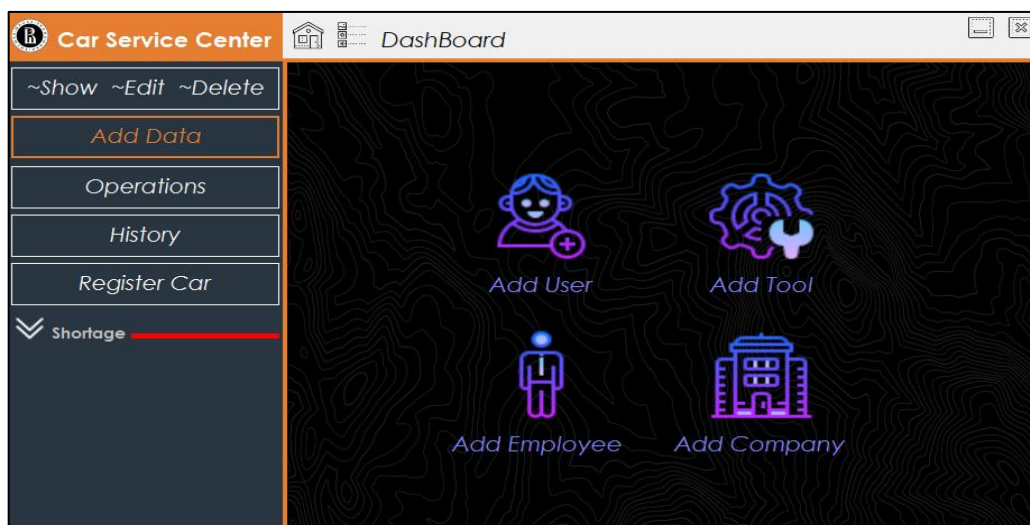 Car Service Center
DashBoard
~Show ~Edit ~Delete
Add Data
Operations
History
Register Car
Shortage
Add User
Add Tool
Add Employee
Add Company